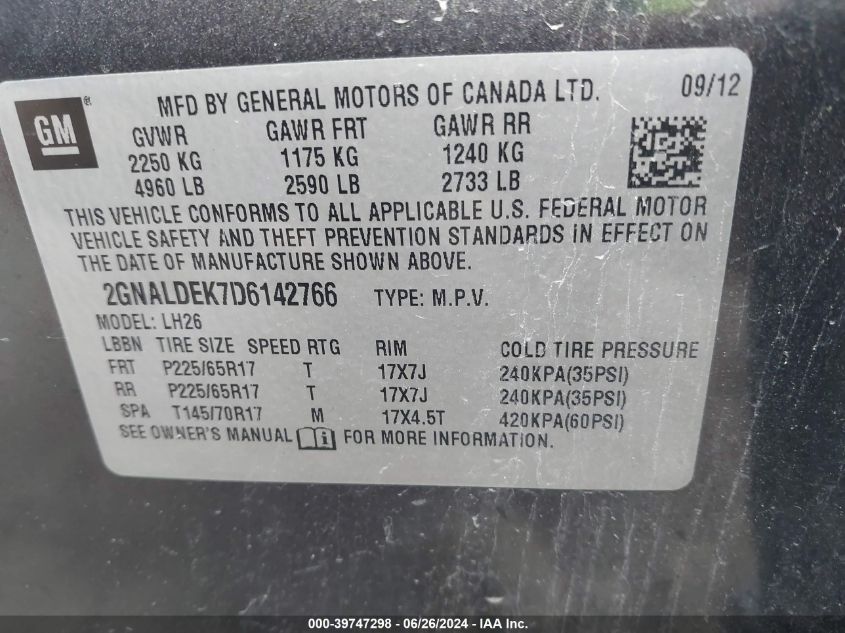 GM ® MFD BY GENERAL MOTORS OF CANADA LTD. 09/12
GVWR GAWR FRT GAWR RR
2250 KG 1175 KG 1240 KG
4960 LB 2590 LB 2733 LB
THIS VEHICLE CONFORMS TO ALL APPLICABLE U.S. FEDERAL MOTOR
VEHICLE SAFETY AND THEFT PREVENTION STANDARDS IN EFFECT ON
THE DATE OF MANUFACTURE SHOWN ABOVE.
2GNALDEK7D6142766 TYPE: M.P.V.
MODEL: LH26
LBBN TIRE SIZE SPEED RTG RIM COLD TIRE PRESSURE
FRT P225/65R17 T 17X7J 240KPA(35PSI)
RR P225/65R17 T 17X7J 240KPA(35PSI)
SPA T145/70R17 M 17X4.5T 420KPA(60PSI)
SEE OWNER'S MANUAL i FOR MORE INFORMATION.
000-39747298 - 06/26/2024 - IAAI Inc.